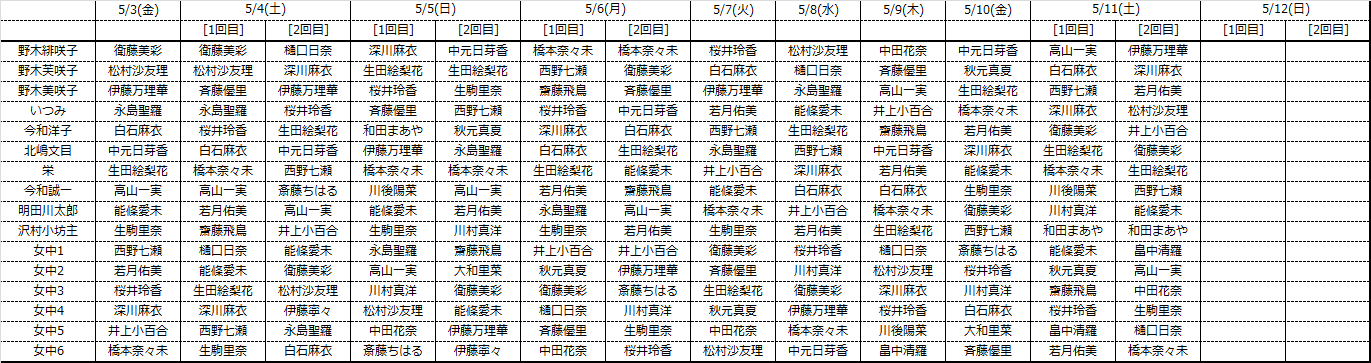 5/3(金) 5/4(土) 5/5(日) 5/6(月) 5/7(火) 5/8(水) 5/9(木) 5/10(金) 5/11(土) 5/12(日)
[1回目] [2回目] [1回目] [2回目] [1回目] [2回目] [1回目] [2回目] [1回目] [2回目]
野木緋咲子 衛藤美彩 衛藤美彩 樋口日奈 深川麻衣 中元日芽香 橋本奈々未 橋本奈々未 桜井玲香 松村沙友理 中田花奈 中元日芽香 高山一実 伊藤万理華
野木芙咲子 松村沙友理 松村沙友理 深川麻衣 生田絵梨花 生田絵梨花 西野七瀬 衛藤美彩 白石麻衣 樋口日奈 斉藤優里 秋元真夏 白石麻衣 深川麻衣
野木美咲子 伊藤万理華 斉藤優里 伊藤万理華 桜井玲香 生駒里奈 齋藤飛鳥 斉藤優里 伊藤万理華 永島聖羅 高山一実 生田絵梨花 西野七瀬 若月佑美
いつみ 永島聖羅 永島聖羅 桜井玲香 斉藤優里 西野七瀬 桜井玲香 中元日芽香 若月佑美 能條愛未 井上小百合 橋本奈々未 深川麻衣 松村沙友理
今和洋子 白石麻衣 桜井玲香 生田絵梨花 和田まあや 秋元真夏 深川麻衣 白石麻衣 西野七瀬 生田絵梨花 齋藤飛鳥 若月佑美 衛藤美彩 井上小百合
北嶋文目 中元日芽香 白石麻衣 中元日芽香 伊藤万理華 永島聖羅 白石麻衣 生田絵梨花 永島聖羅 西野七瀬 中元日芽香 深川麻衣 生田絵梨花 衛藤美彩
栄 生田絵梨花 橋本奈々未 西野七瀬 橋本奈々未 橋本奈々未 生田絵梨花 能條愛未 井上小百合 深川麻衣 若月佑美 能條愛未 橋本奈々未 生田絵梨花
今和誠一 高山一実 高山一実 斎藤ちはる 川後陽菜 高山一実 若月佑美 齋藤飛鳥 能條愛未 白石麻衣 白石麻衣 生駒里奈 川後陽菜 西野七瀬
明田川太郎 能條愛未 若月佑美 高山一実 能條愛未 若月佑美 永島聖羅 高山一実 橋本奈々未 井上小百合 橋本奈々未 衛藤美彩 川村真洋 能條愛未
沢村小坊主 生駒里奈 齋藤飛鳥 井上小百合 生駒里奈 川村真洋 生駒里奈 若月佑美 生駒里奈 若月佑美 生田絵梨花 西野七瀬 和田まあや 和田まあや
女中1 西野七瀬 樋口日奈 能條愛未 永島聖羅 齋藤飛鳥 井上小百合 井上小百合 衛藤美彩 桜井玲香 樋口日奈 斎藤ちはる 能條愛未 畠中清羅
女中2 若月佑美 能條愛未 衛藤美彩 高山一実 大和里菜 秋元真夏 伊藤万理華 斉藤優里 川村真洋 松村沙友理 桜井玲香 秋元真夏 高山一実
女中3 桜井玲香 生田絵梨花 松村沙友理 川村真洋 衛藤美彩 衛藤美彩 斎藤ちはる 生田絵梨花 衛藤美彩 深川麻衣 川村真洋 齋藤飛鳥 中田花奈
女中4 深川麻衣 深川麻衣 伊藤寧々 松村沙友理 能條愛未 樋口日奈 川村真洋 秋元真夏 伊藤万理華 桜井玲香 白石麻衣 桜井玲香 生駒里奈
女中5 井上小百合 西野七瀬 永島聖羅 中田花奈 伊藤万理華 斉藤優里 生駒里奈 中田花奈 橋本奈々未 川後陽菜 大和里菜 畠中清羅 樋口日奈
女中6 橋本奈々未 生駒里奈 白石麻衣 斎藤ちはる 伊藤寧々 中田花奈 桜井玲香 松村沙友理 中元日芽香 畠中清羅 斉藤優里 若月佑美 橋本奈々未